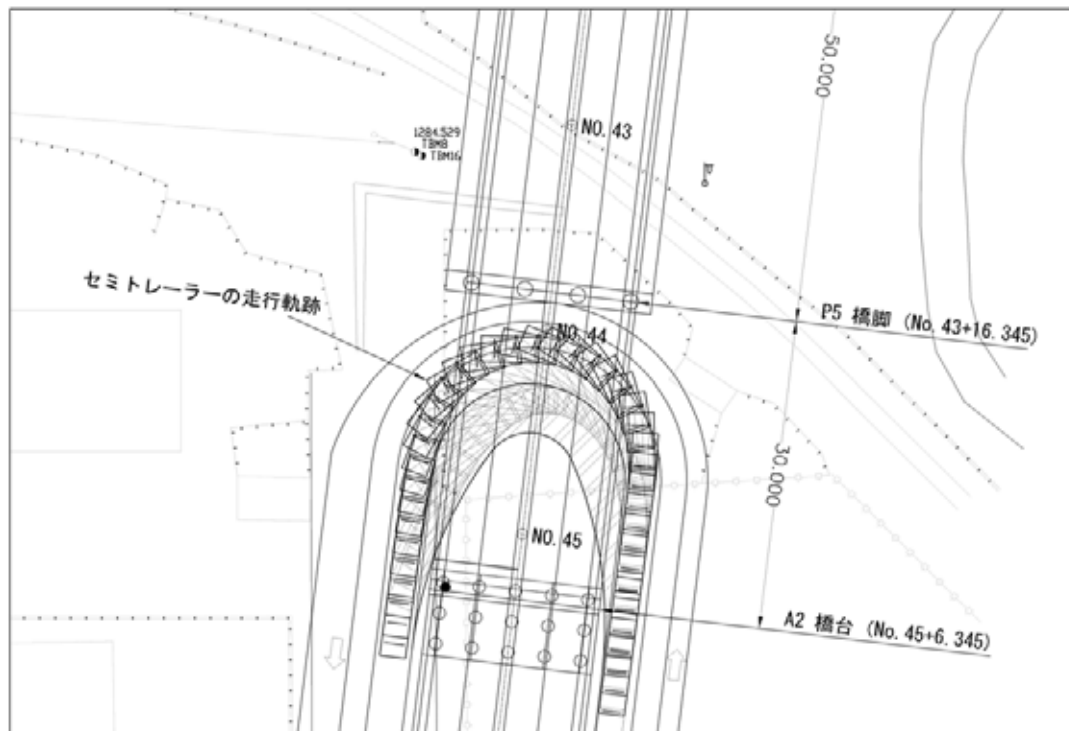 50.000
NO. 43
1284.529
TBM8
TBM16
セミトレーラーの走行軌跡
NO. 44
P5 橋脚 (No. 43+16.345)
30.000
NO. 45
A2 橋台 (No. 45+6.345)